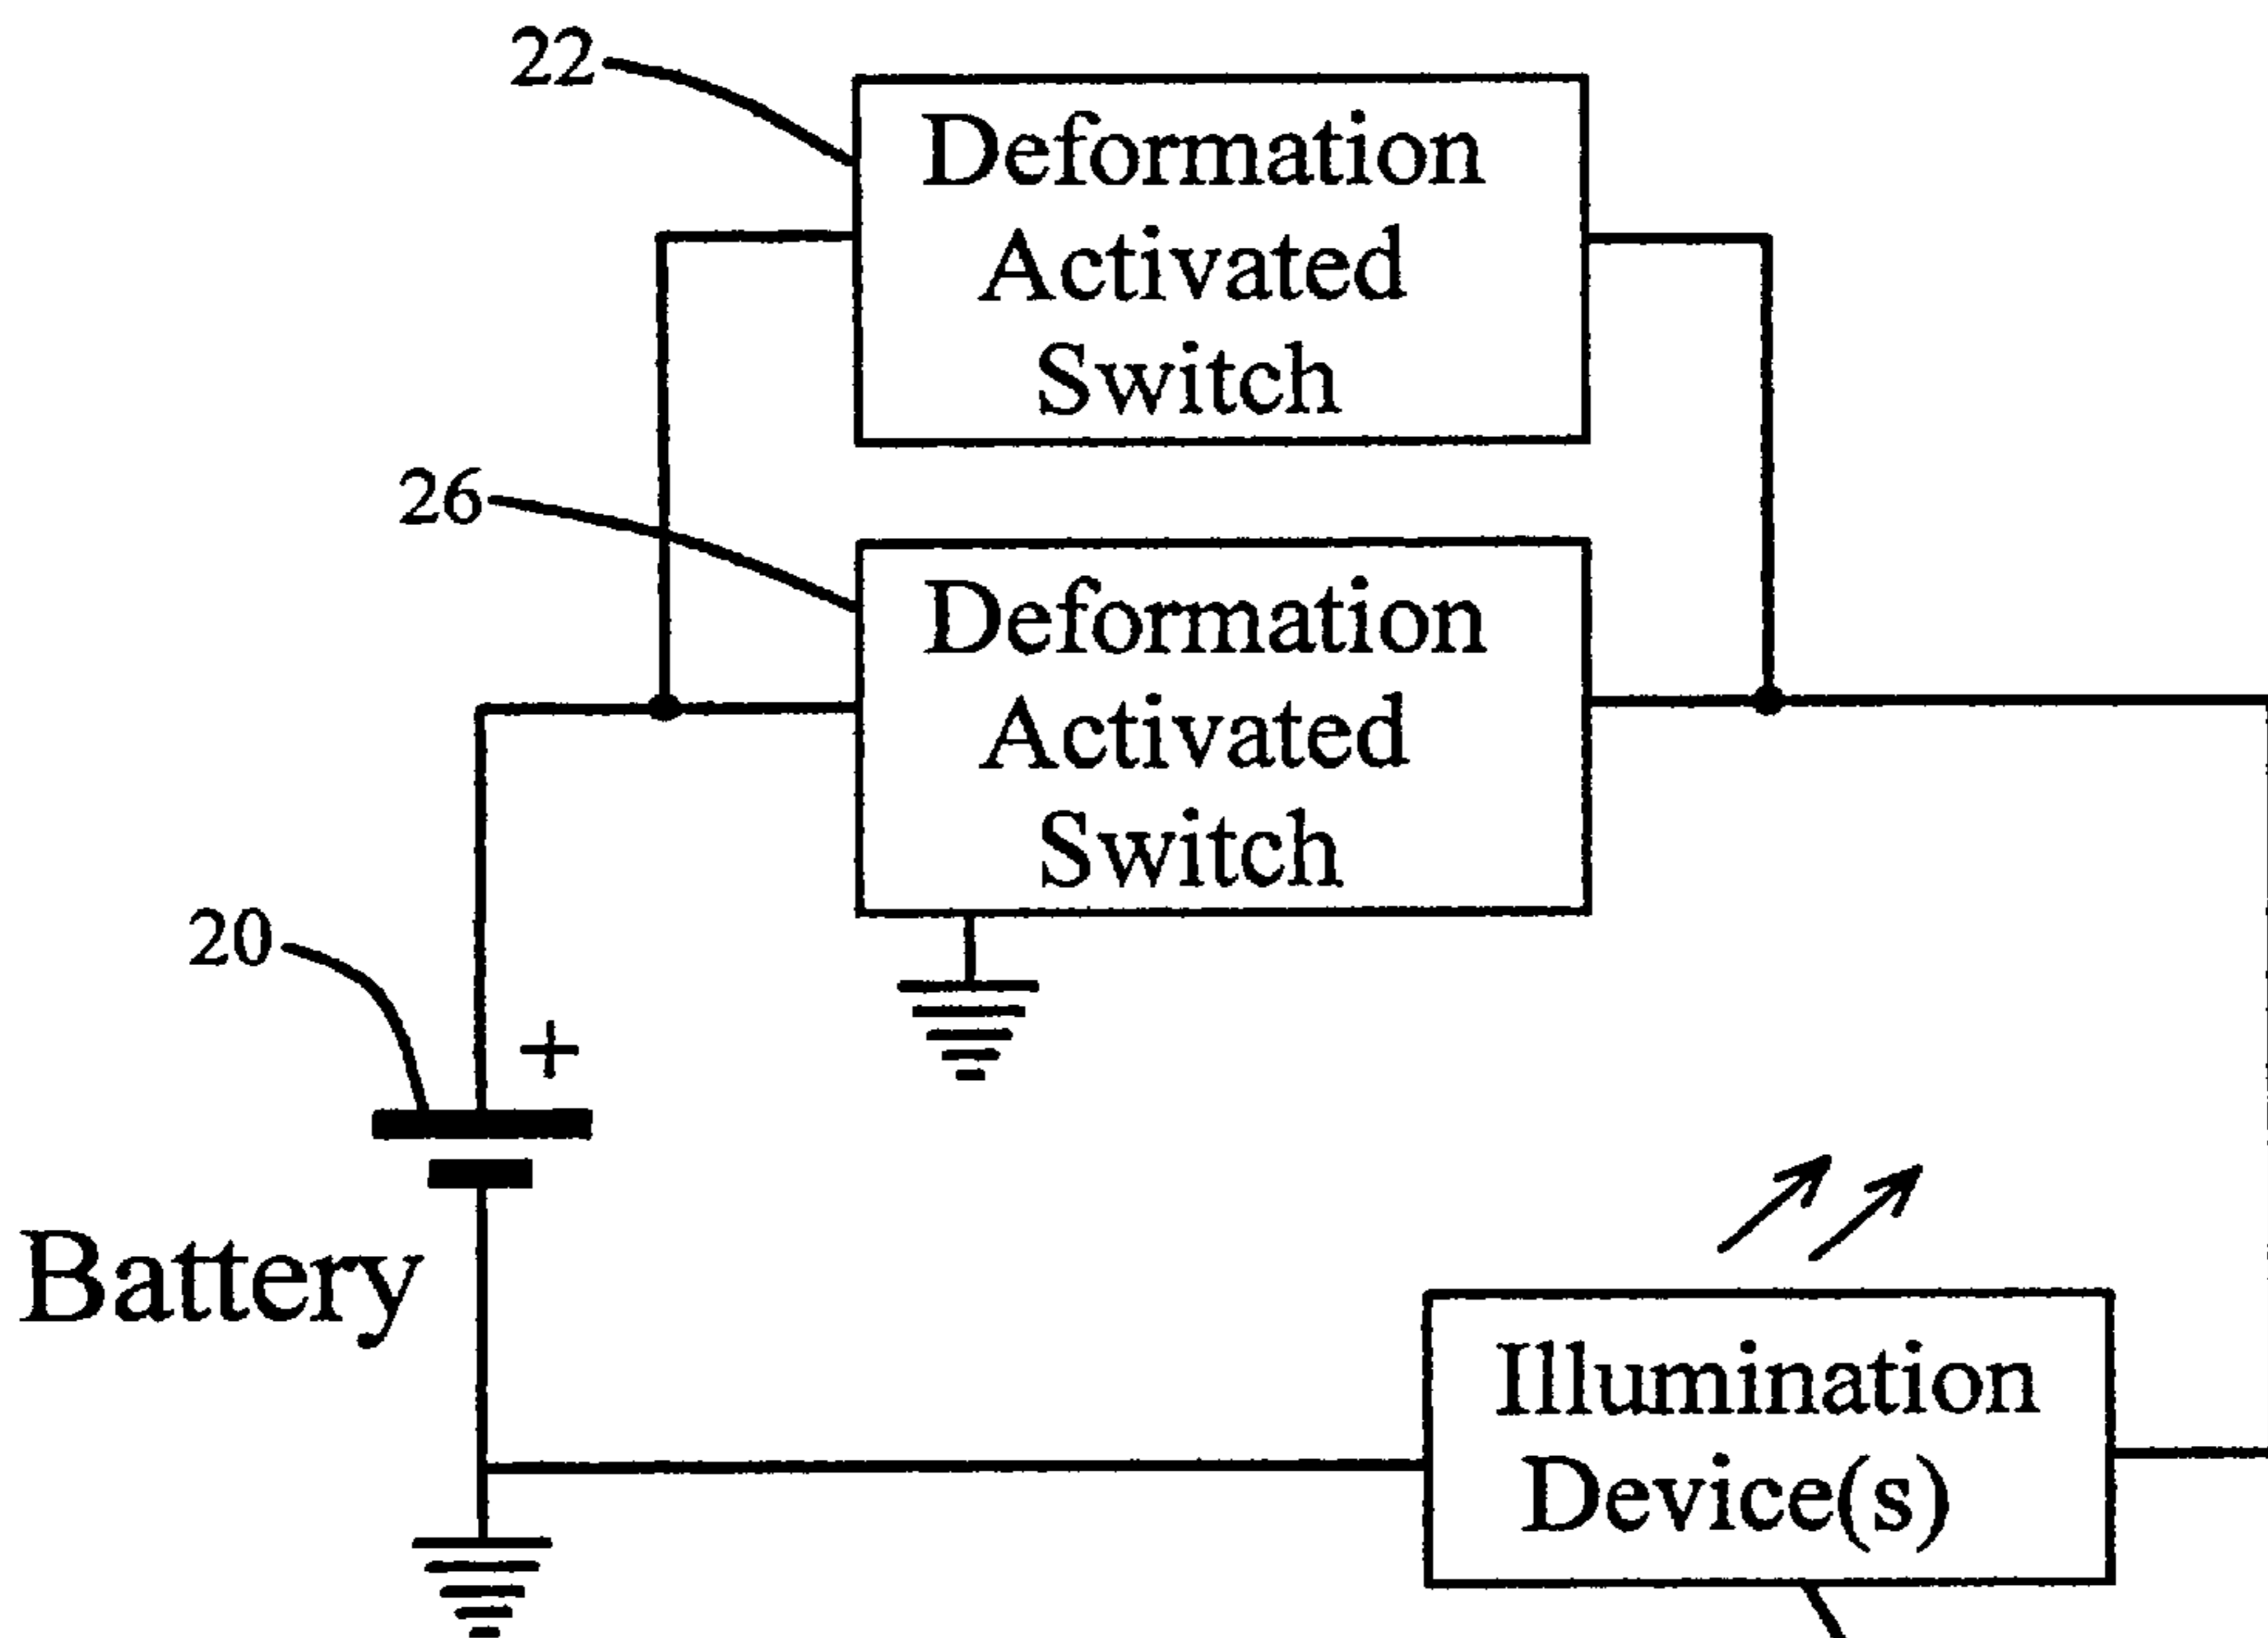 22
Deformation
Activated
Switch
26
Deformation
Activated
Switch
20
+
Battery
Illumination
Device(s)